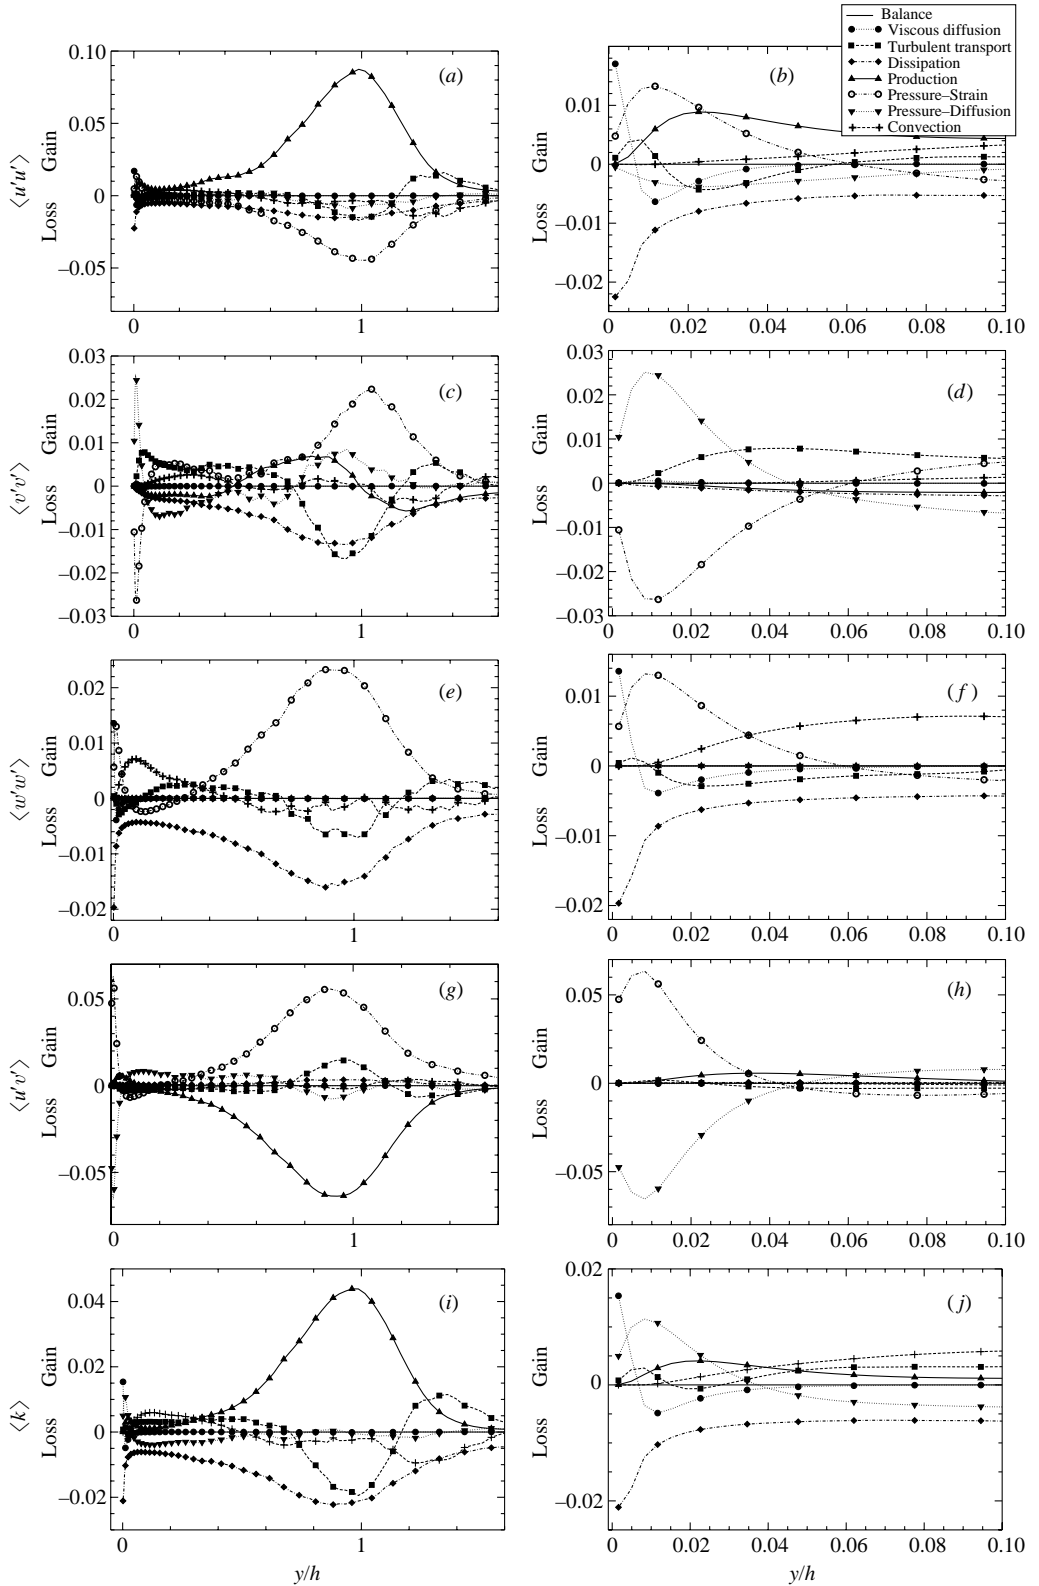 Balance
Viscous diffusion
Turbulent transport
Dissipation
Production
Pressure–Strain
Pressure–Diffusion
Convection
0.10
0.05
0
–0.05
Gain
Loss
⟨u′u′⟩
(a)
0 1
0.01
0
–0.01
–0.02
Gain
Loss
(b)
0 0.02 0.04 0.06 0.08 0.10
0.03
0.02
0.01
0
–0.01
–0.02
–0.03
Gain
Loss
⟨v′v′⟩
(c)
0 1
0.03
0.02
0.01
0
–0.01
–0.02
–0.03
Gain
Loss
(d)
0 0.02 0.04 0.06 0.08 0.10
0.02
0.01
0
–0.01
–0.02
Gain
Loss
⟨w′w′⟩
(e)
0 1
0.01
0
–0.01
–0.02
Gain
Loss
(f)
0 0.02 0.04 0.06 0.08 0.10
0.05
0
–0.05
Gain
Loss
⟨u′v′⟩
(g)
0 1
0.05
0
–0.05
Gain
Loss
(h)
0 0.02 0.04 0.06 0.08 0.10
0.04
0.02
0
–0.02
Gain
Loss
⟨k⟩
(i)
0 1
y/h
0.02
0
–0.02
Gain
Loss
(j)
0 0.02 0.04 0.06 0.08 0.10
y/h